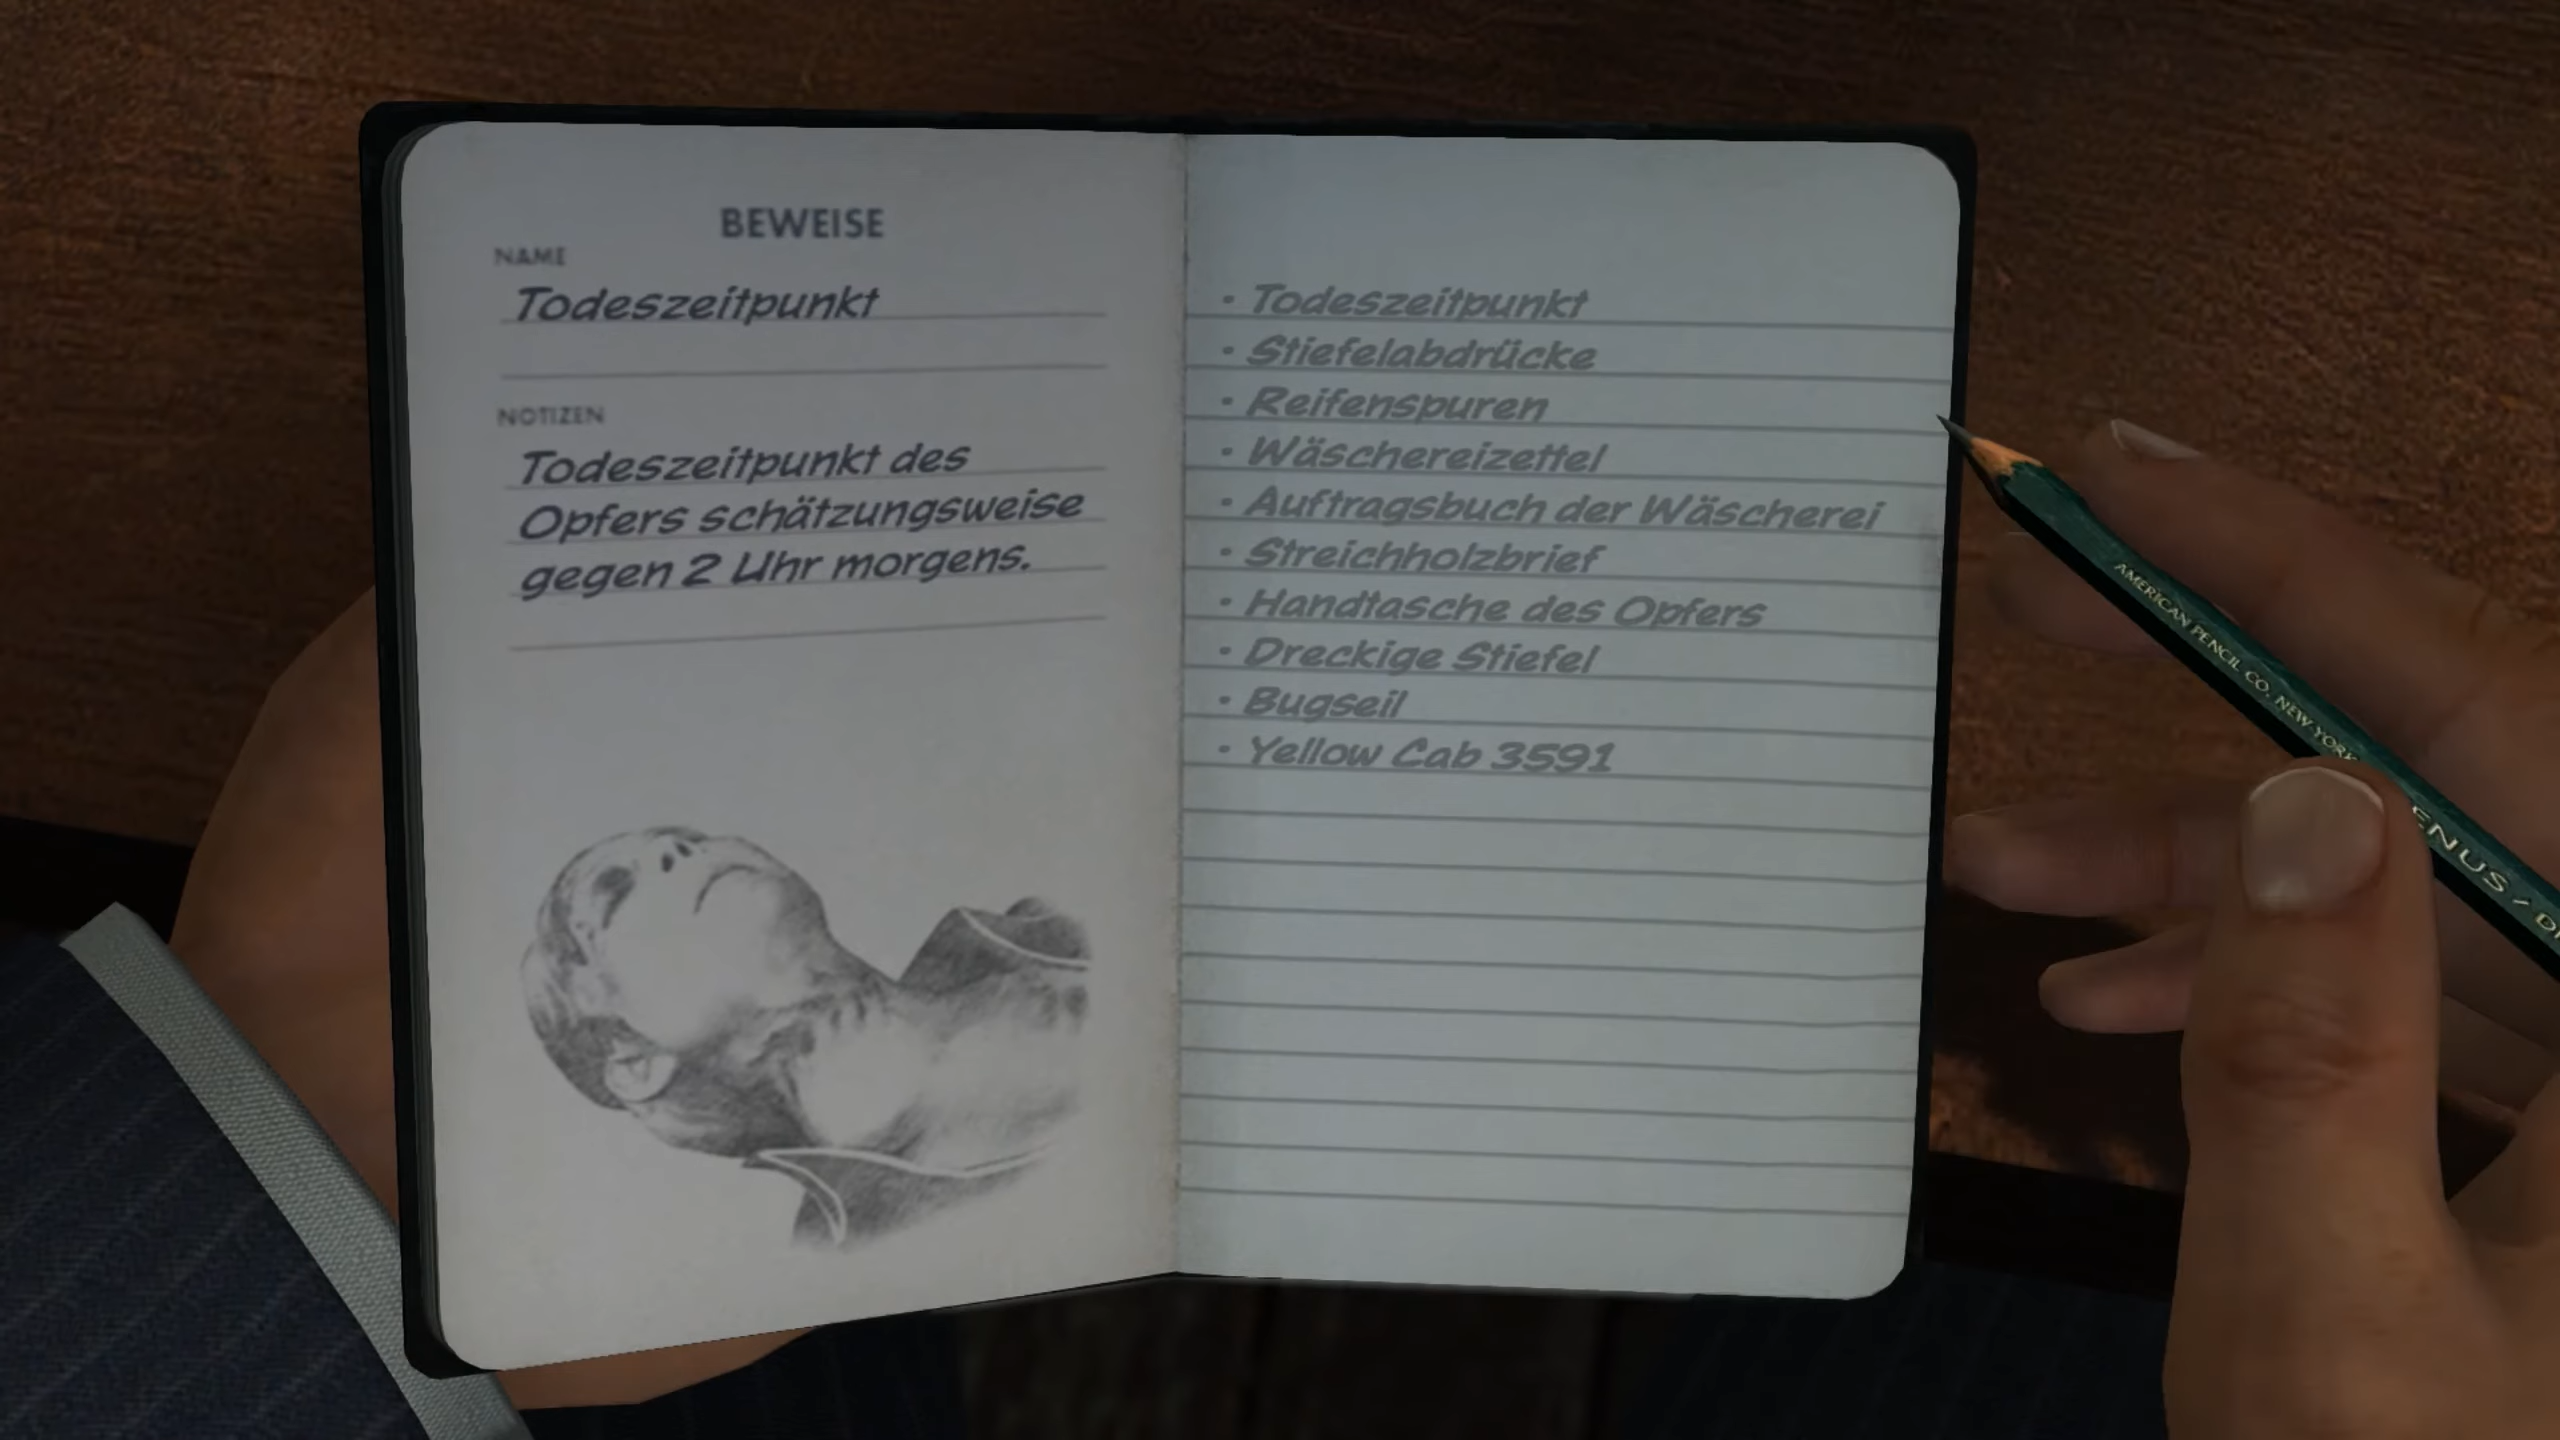 BEWEISE
NAME
Todeszeitpunkt
NOTIZEN
Todeszeitpunkt des
Opfers schätzungsweise
gegen 2 Uhr morgens.
• Todeszeitpunkt
• Stiefelabdrücke
• Reifenspuren
• Wäschereizettel
• Auftragsbuch der Wäscherei
• Streichholzbrief
• Handtasche des Opfers
• Dreckige Stiefel
• Bugseil
• Yellow Cab 3591
AMERICAN PENCIL CO. NEW YORK
ENUS /